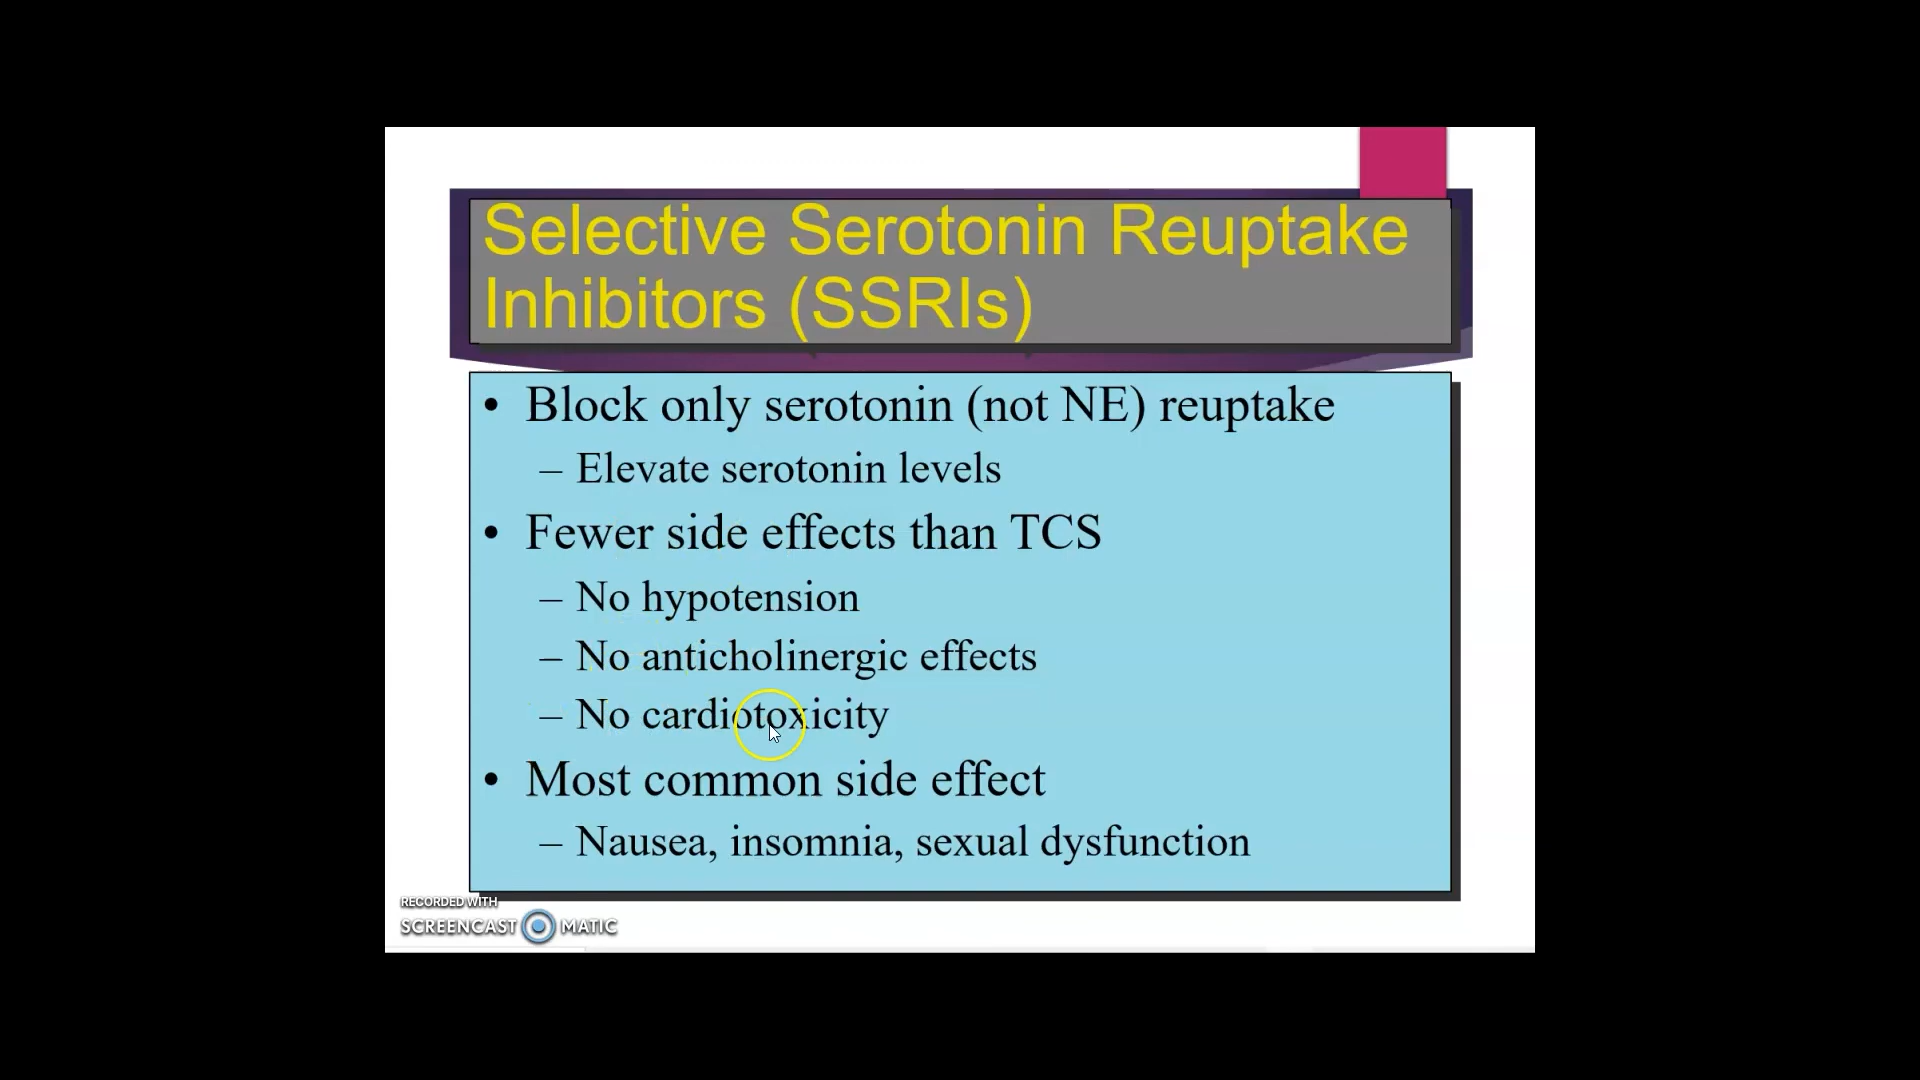 Selective Serotonin Reuptake
Inhibitors (SSRIs)
• Block only serotonin (not NE) reuptake
– Elevate serotonin levels
• Fewer side effects than TCS
– No hypotension
– No anticholinergic effects
– No cardiotoxicity
• Most common side effect
– Nausea, insomnia, sexual dysfunction
RECORDED WITH
SCREENCAST MATIC